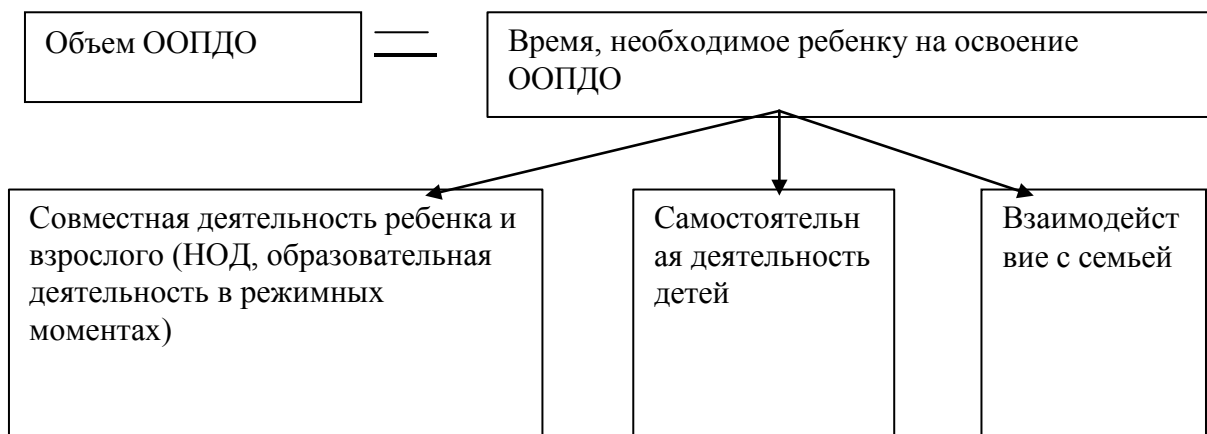 Объем ООПДО
Время, необходимое ребенку на освоение
ООПДО
Совместная деятельность ребенка и
взрослого (НОД, образовательная
деятельность в режимных
моментах)
Самостоятельн
ая деятельность
детей
Взаимодейст
вие с семьей